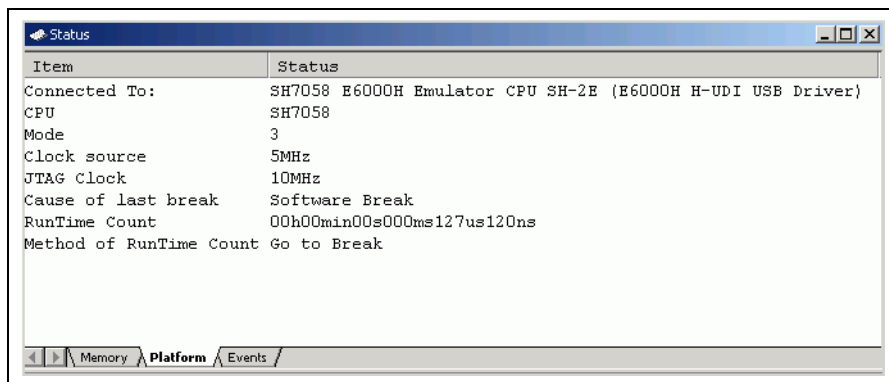 Status
Item Status
Connected To: SH7058 E6000H Emulator CPU SH-2E (E6000H H-UDI USB Driver)
CPU SH7058
Mode 3
Clock source 5MHz
JTAG Clock 10MHz
Cause of last break Software Break
RunTime Count 00h00min00s000ms127us120ns
Method of RunTime Count Go to Break
Memory Platform Events